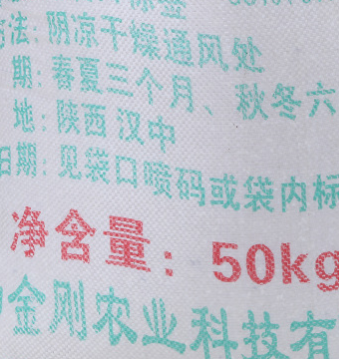 法：阴凉干燥通风处
期：春夏三个月、秋冬六
地：陕西汉中
日期：见袋口喷码或袋内标
净含量：50kg
金刚农业科技有